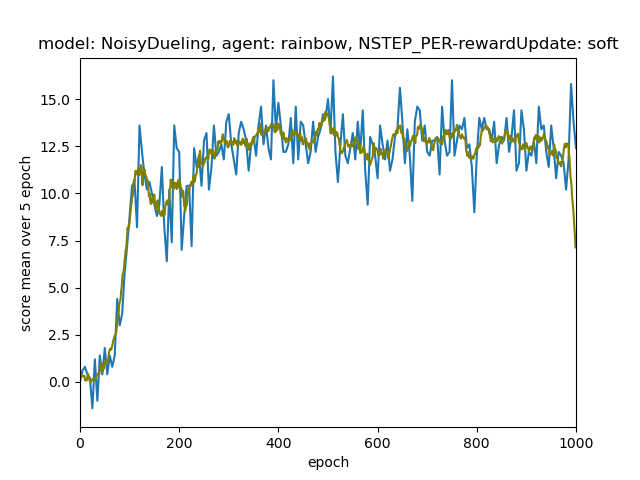 model: NoisyDueling, agent: rainbow, NSTEP_PER-rewardUpdate: soft
15.0
12.5
10.0
7.5
5.0
2.5
0.0
score mean over 5 epoch
0 200 400 600 800 1000
epoch